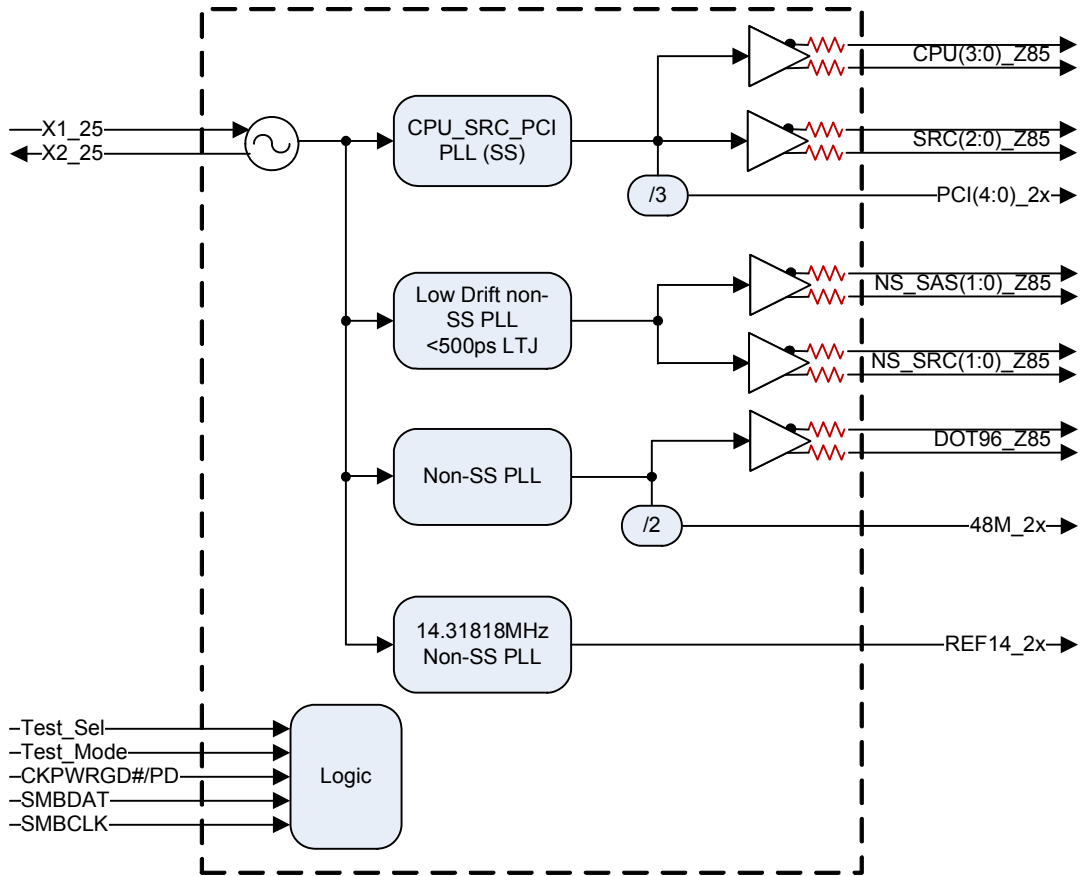 X1_25
X2_25
CPU_SRC_PCI
PLL (SS)
CPU(3:0)_Z85
SRC(2:0)_Z85
/3
PCI(4:0)_2x
Low Drift non-
SS PLL
<500ps LTJ
NS_SAS(1:0)_Z85
NS_SRC(1:0)_Z85
Non-SS PLL
DOT96_Z85
/2
48M_2x
14.31818MHz
Non-SS PLL
REF14_2x
Test_Sel
Test_Mode
CKPWRGD#/PD
SMBDAT
SMBCLK
Logic